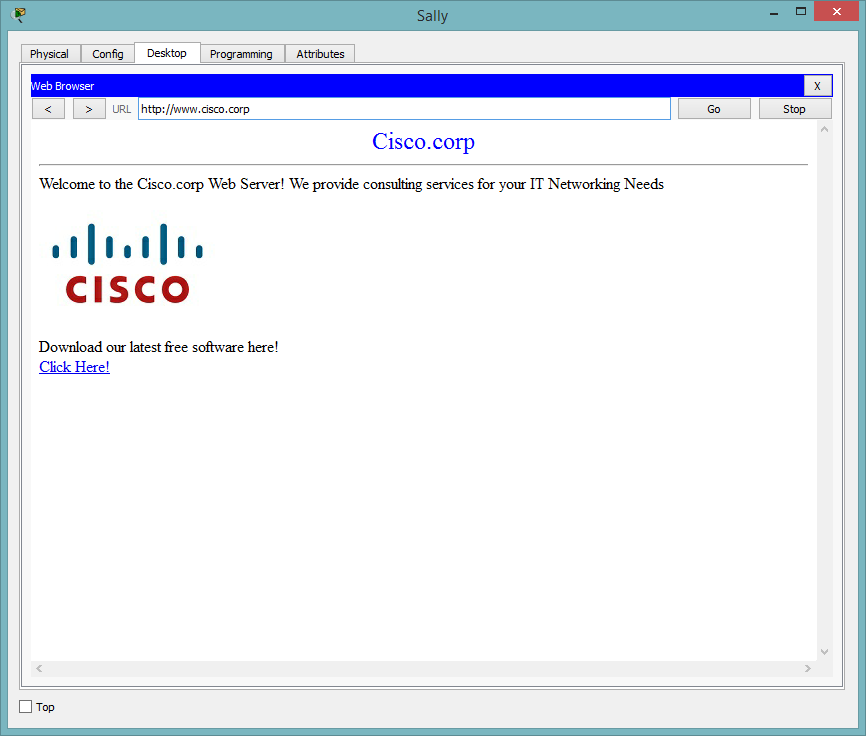 Sally
Physical Config Desktop Programming Attributes
Web Browser X
< > URL http://www.cisco.corp Go Stop
Cisco.corp
Welcome to the Cisco.corp Web Server! We provide consulting services for your IT Networking Needs
CISCO
Download our latest free software here!
Click Here!
Top